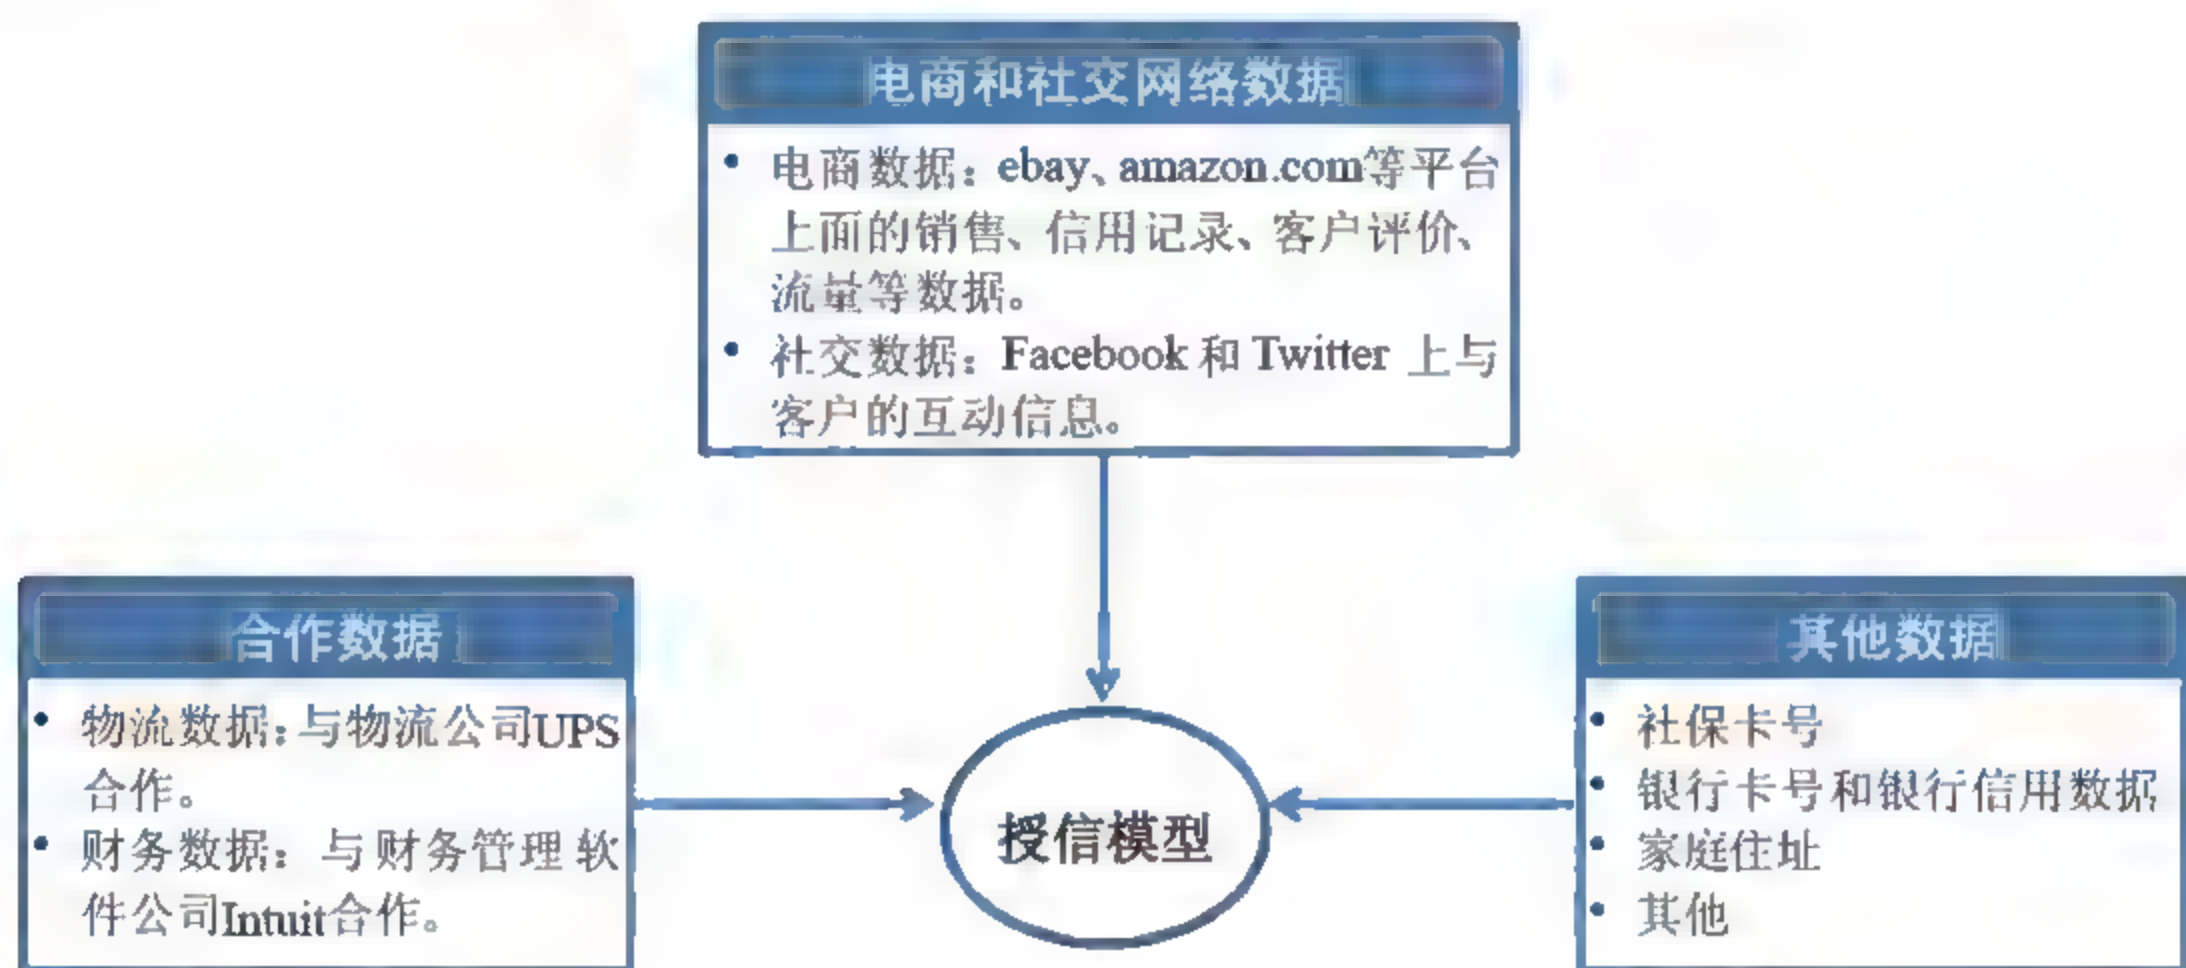 电商和社交网络数据
• 电商数据：ebay、amazon.com等平台
上面的销售、信用记录、客户评价、
流量等数据。
• 社交数据：Facebook 和 Twitter 上与
客户的互动信息。
合作数据
• 物流数据：与物流公司UPS
合作。
• 财务数据：与财务管理软
件公司Intuit合作。
授信模型
其他数据
• 社保卡号
• 银行卡号和银行信用数据
• 家庭住址
• 其他